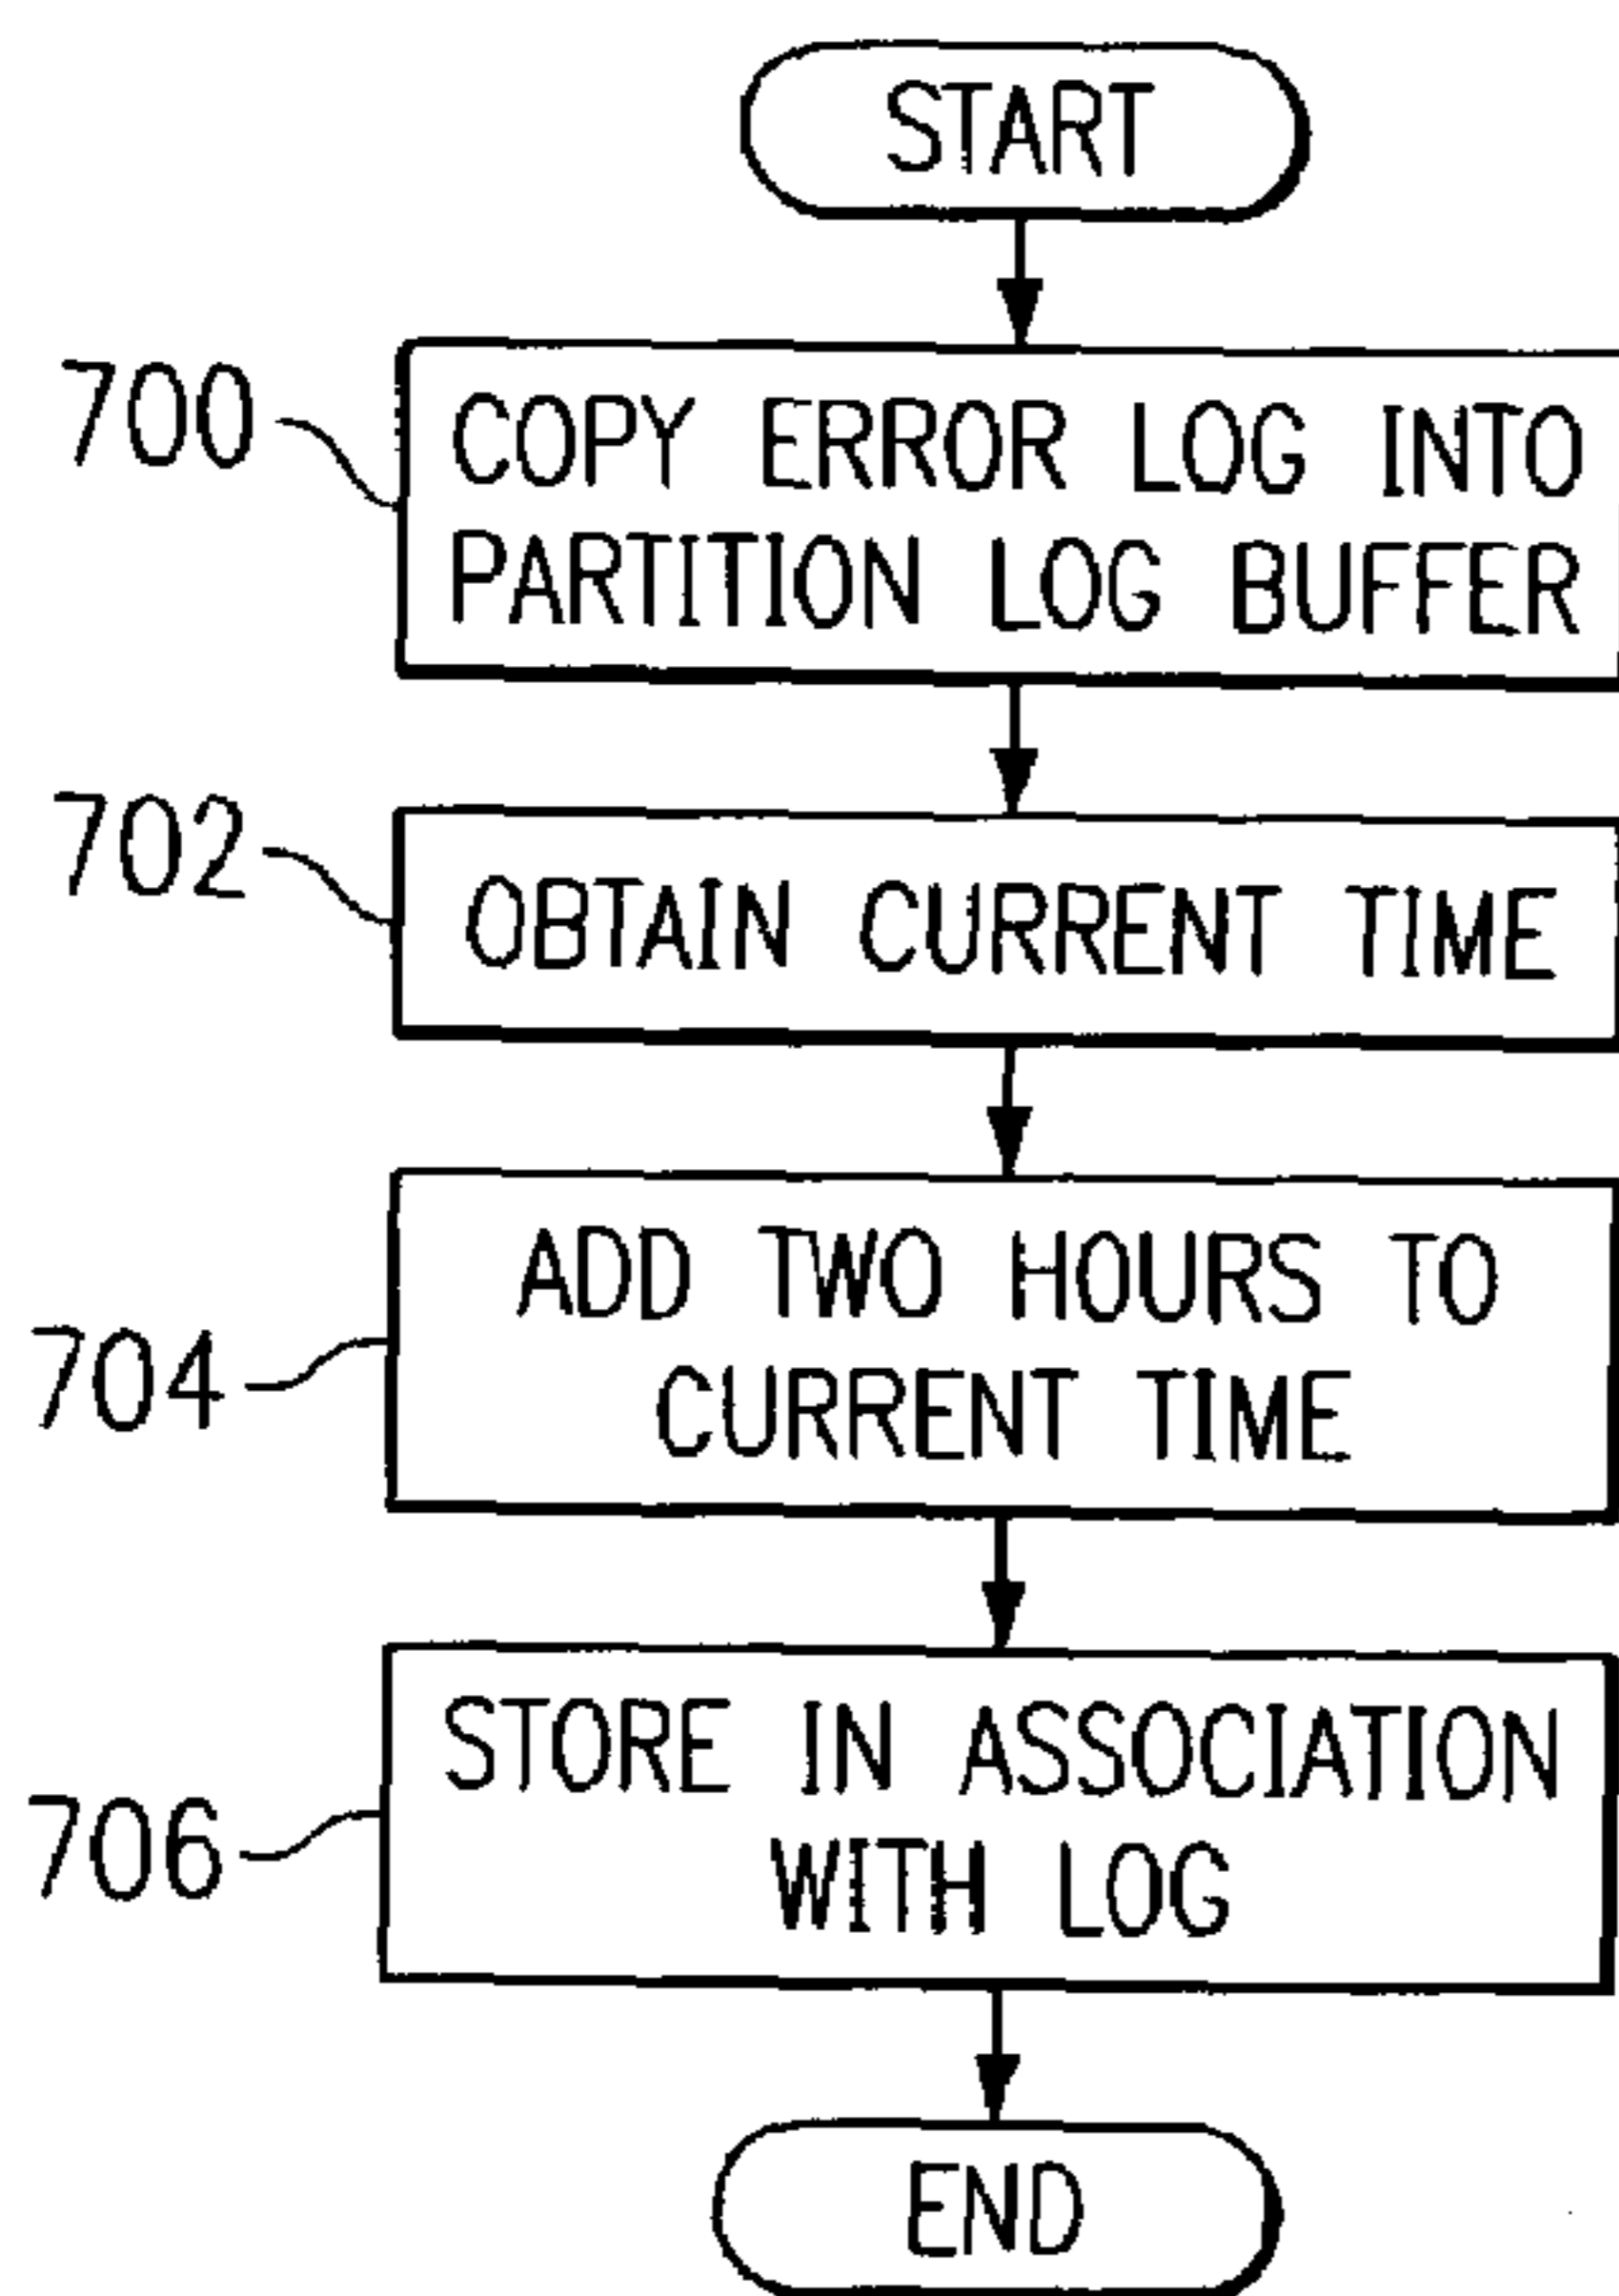 START
700
COPY ERROR LOG INTO
PARTITION LOG BUFFER
702
OBTAIN CURRENT TIME
704
ADD TWO HOURS TO
CURRENT TIME
706
STORE IN ASSOCIATION
WITH LOG
END